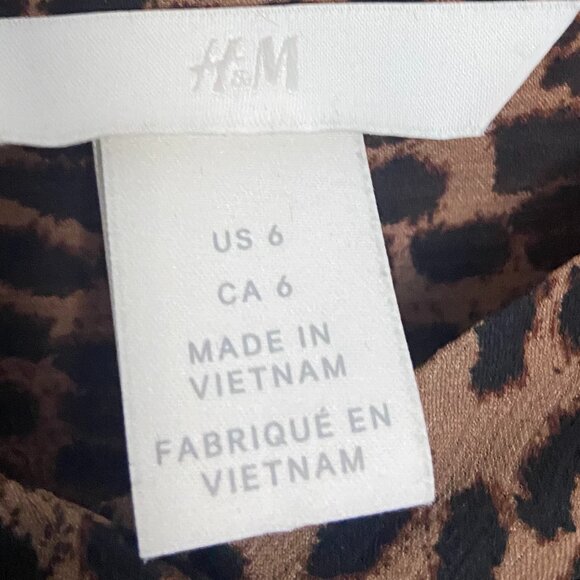 H&M
US 6
CA 6
MADE IN
VIETNAM
FABRIQUÉ EN
VIETNAM